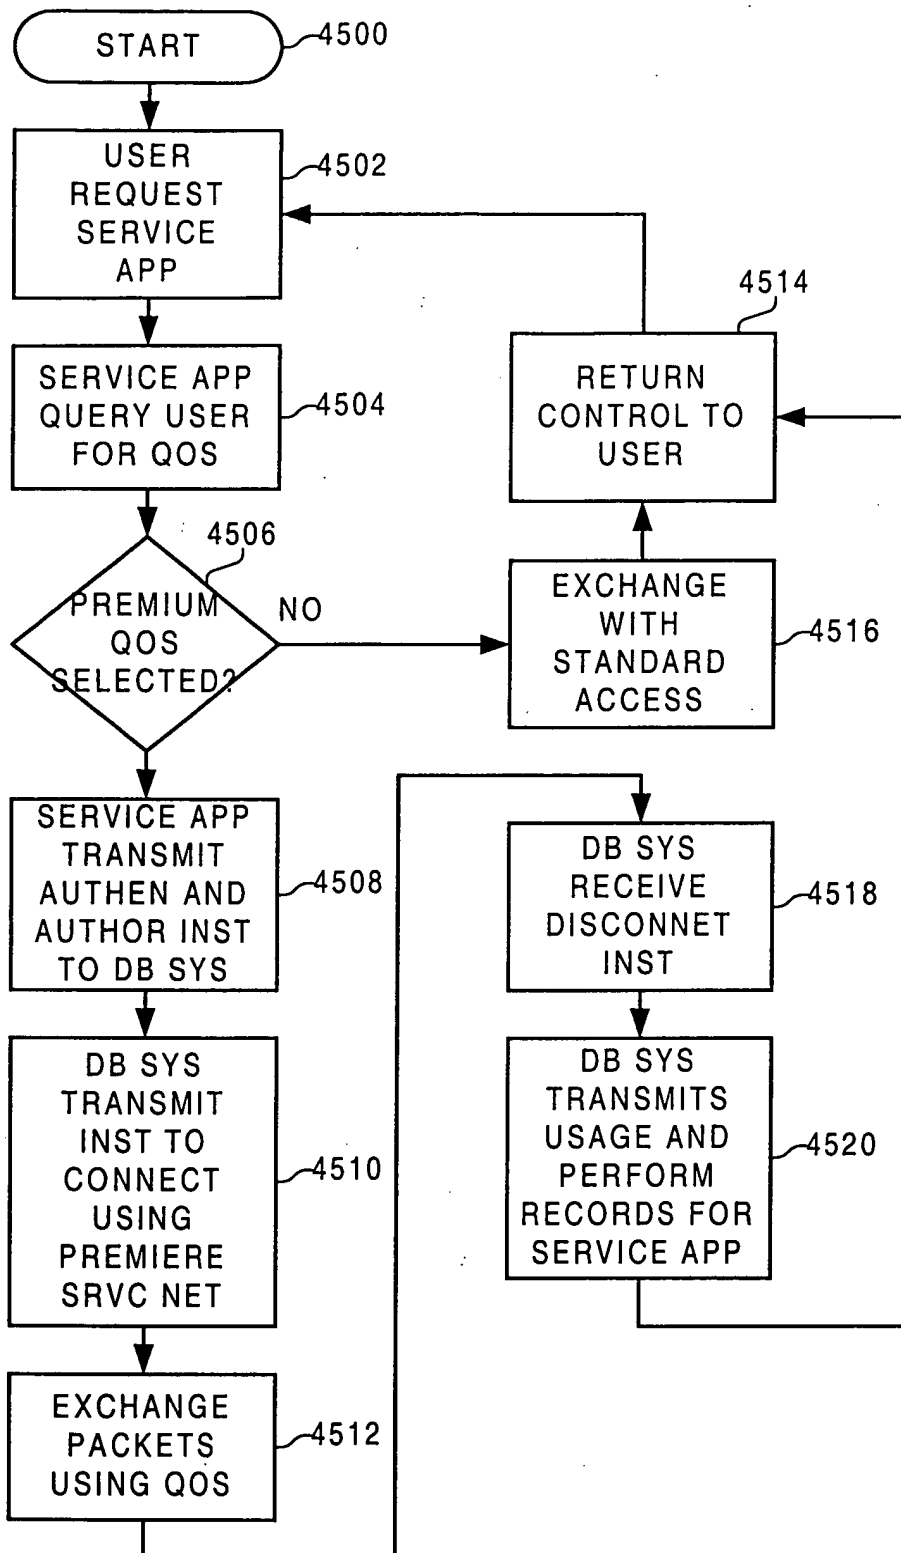 START
4500
USER
REQUEST
SERVICE
APP
4502
SERVICE APP
QUERY USER
FOR QOS
4504
4506
PREMIUM
QOS
SELECTED?
NO
EXCHANGE
WITH
STANDARD
ACCESS
4516
4514
RETURN
CONTROL TO
USER
SERVICE APP
TRANSMIT
AUTHEN AND
AUTHOR INST
TO DB SYS
4508
DB SYS
TRANSMIT
INST TO
CONNECT
USING
PREMIERE
SRVC NET
4510
EXCHANGE
PACKETS
USING QOS
4512
DB SYS
RECEIVE
DISCONNET
INST
4518
DB SYS
TRANSMITS
USAGE AND
PERFORM
RECORDS FOR
SERVICE APP
4520